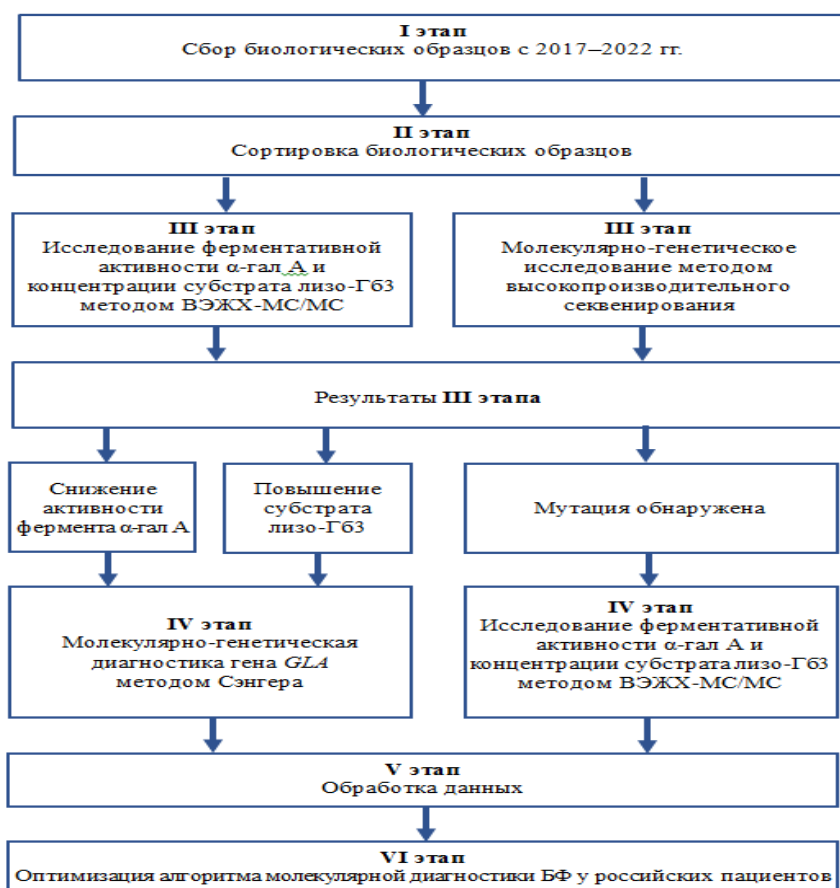 I этап
Сбор биологических образцов с 2017–2022 гг.
II этап
Сортировка биологических образцов
III этап
Исследование ферментативной
активности α-гал А и
концентрации субстрата лизо-Гб3
методом ВЭЖХ-МС/МС
III этап
Молекулярно-генетическое
исследование методом
высокопроизводительного
секвенирования
Результаты III этапа
Снижение
активности
фермента α-гал А
Повышение
субстрата
лизо-Гб3
Мутация обнаружена
IV этап
Молекулярно-генетическая
диагностика гена GLA
методом Сэнгера
IV этап
Исследование ферментативной
активности α-гал А и
концентрации субстрата лизо-Гб3
методом ВЭЖХ-МС/МС
V этап
Обработка данных
VI этап
Оптимизация алгоритма молекулярной диагностики БФ у российских пациентов